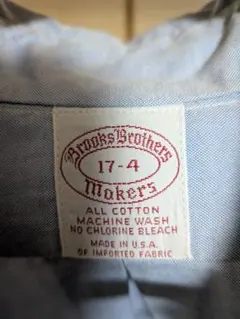 Brooks Brothers
17-4
Makers
ALL COTTON
MACHINE WASH
NO CHLORINE BLEACH
MADE IN U.S.A.
OF IMPORTED FABRIC